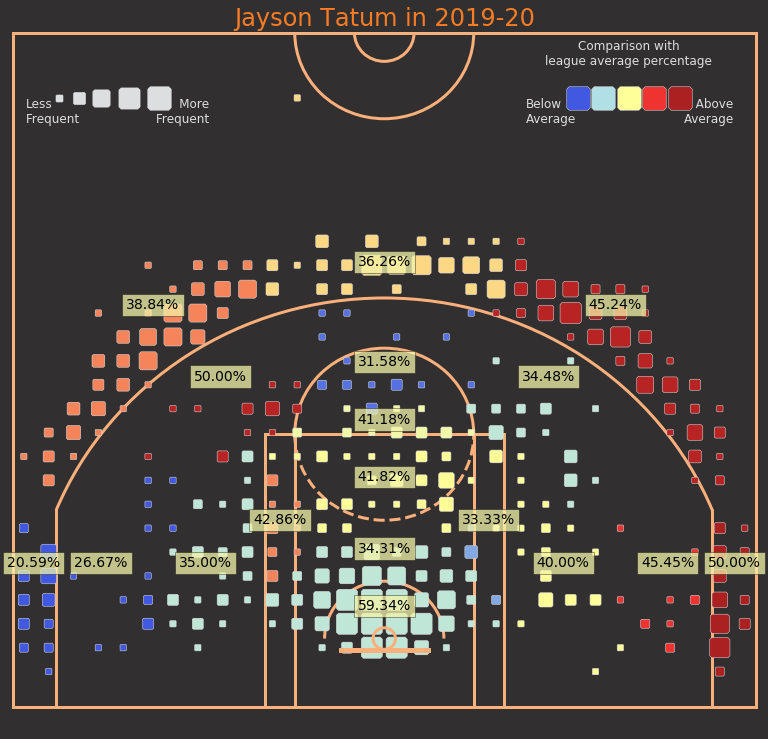 Jayson Tatum in 2019-20
Comparison with
league average percentage
Less More
Frequent Frequent
Below Above
Average Average
36.26%
38.84% 45.24%
31.58%
50.00% 34.48%
41.18%
41.82%
42.86% 33.33%
34.31%
20.59% 26.67% 35.00% 40.00% 45.45% 50.00%
59.34%